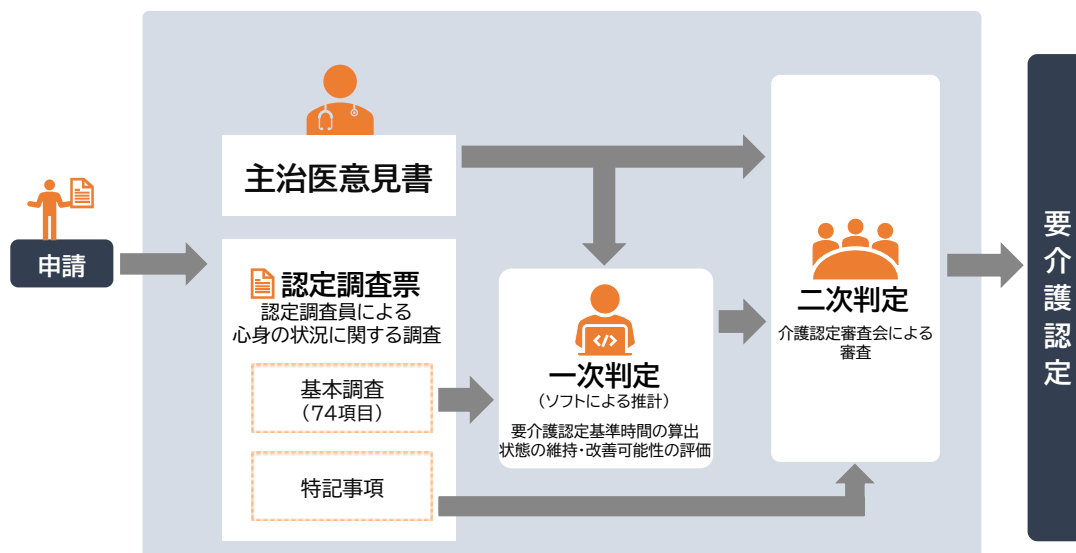 申請
主治医意見書
認定調査票
認定調査員による
心身の状況に関する調査
基本調査
（74項目）
特記事項
</>
一次判定
（ソフトによる推計）
要介護認定基準時間の算出
状態の維持・改善可能性の評価
二次判定
介護認定審査会による
審査
要介護認定